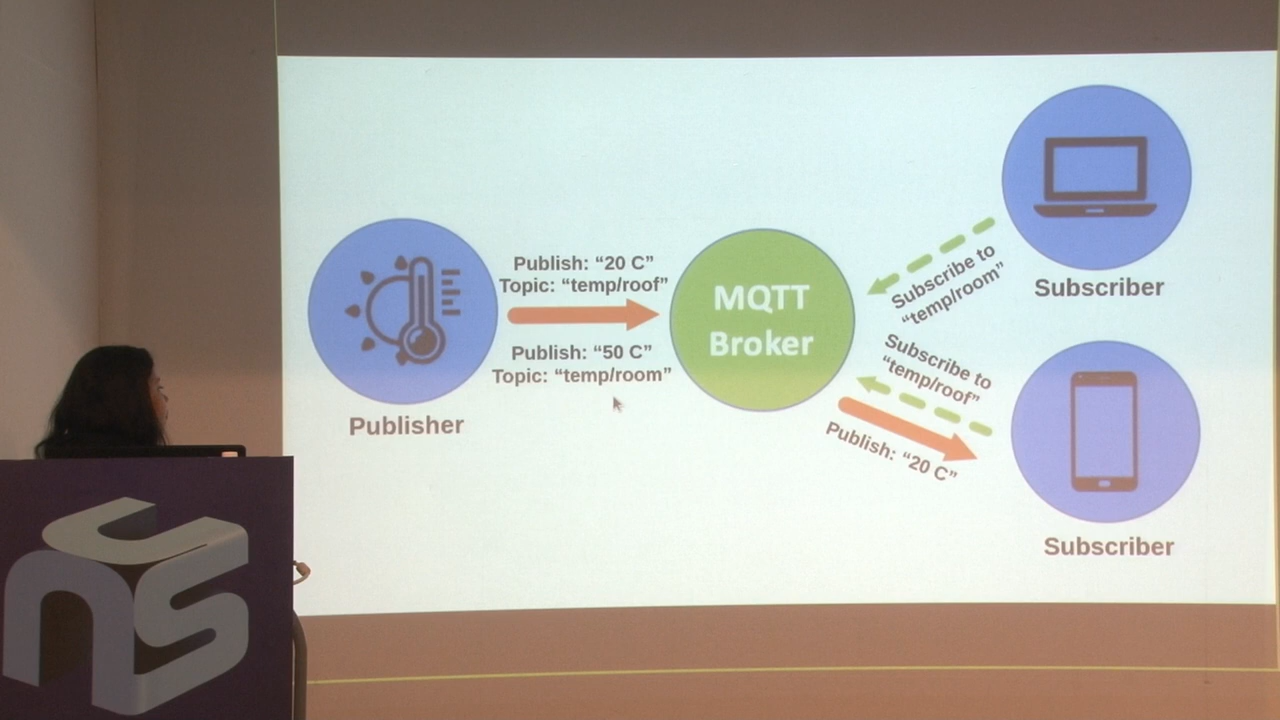 Publish: “20 C”
Topic: “temp/roof”
Publish: “50 C”
Topic: “temp/room”
Publisher
MQTT
Broker
Subscribe to
“temp/room”
Subscriber
Subscribe to
“temp/roof”
Publish: “20 C”
Subscriber
nus